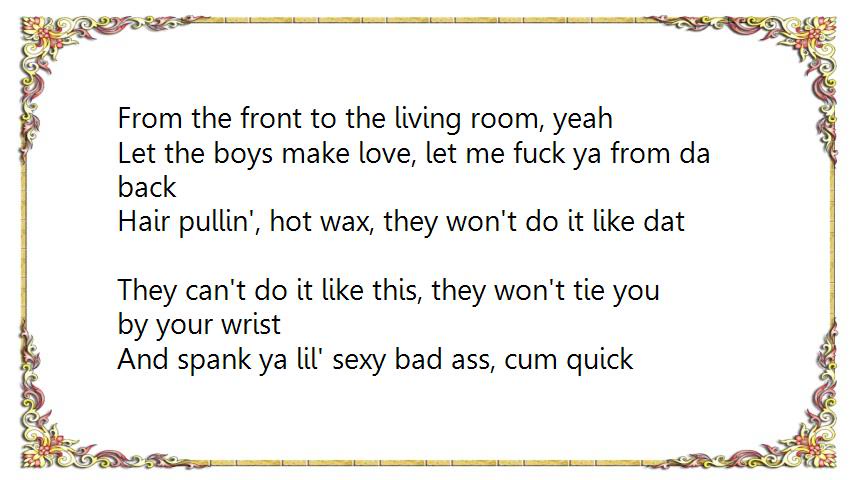 From the front to the living room, yeah
Let the boys make love, let me fuck ya from da
back
Hair pullin', hot wax, they won't do it like dat
They can't do it like this, they won't tie you
by your wrist
And spank ya lil' sexy bad ass, cum quick